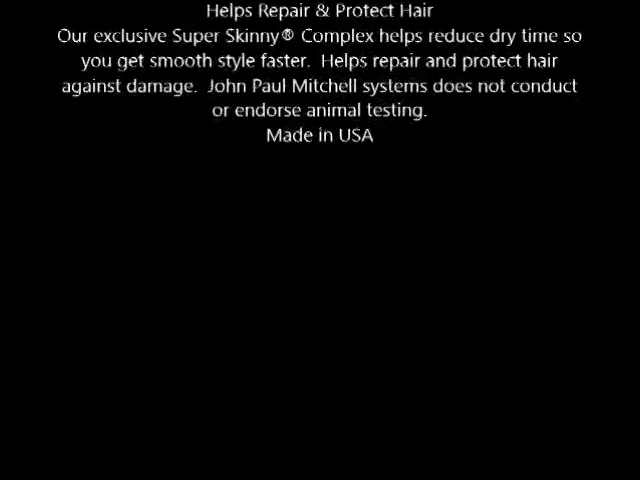 Helps Repair & Protect Hair
Our exclusive Super Skinny® Complex helps reduce dry time so
you get smooth style faster.  Helps repair and protect hair
against damage.  John Paul Mitchell systems does not conduct
or endorse animal testing.
Made in USA